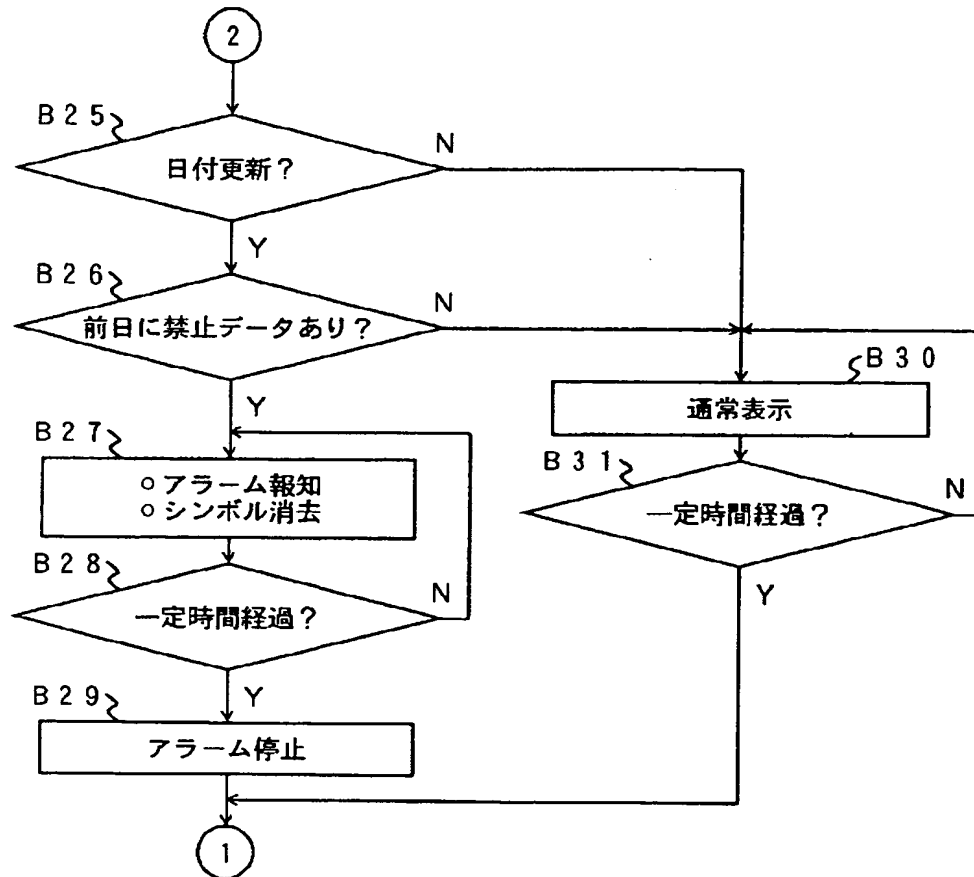 2
B25
日付更新?
N
Y
B26
前日に禁止データあり?
N
Y
B30
通常表示
B27
○アラーム報知
○シンボル消去
B31
一定時間経過?
N
Y
B28
一定時間経過?
N
Y
B29
アラーム停止
1